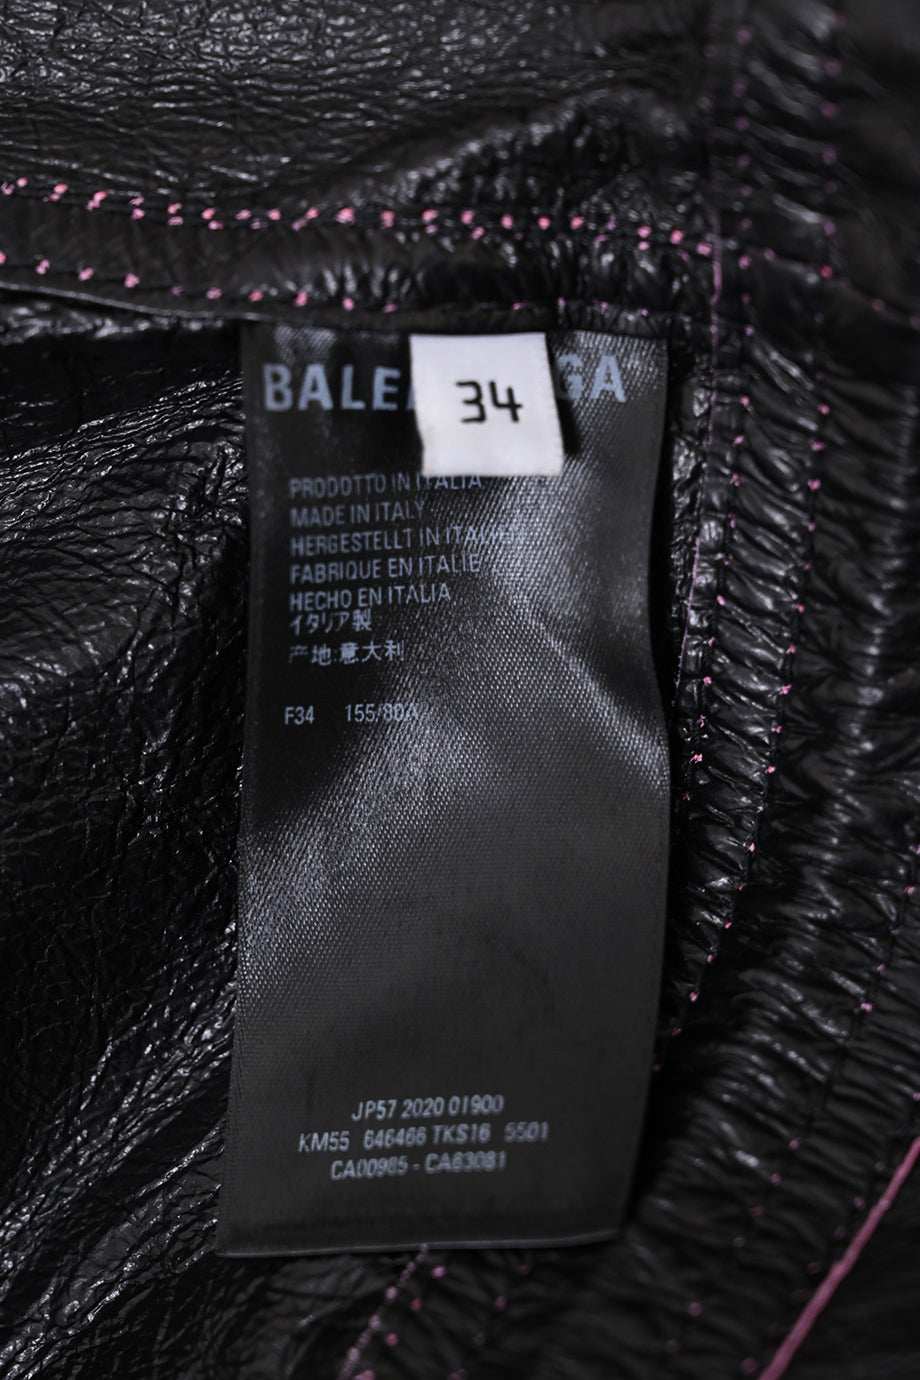 BALENCIAGA
34
PRODOTTO IN ITALIA
MADE IN ITALY
HERGESTELLT IN ITALIEN
FABRIQUE EN ITALIE
HECHO EN ITALIA
イタリア製
产地:意大利
F34 155/80A
JP57 2020 01900
KM55 646466 TKS16 5501
CA00985 - CA63081